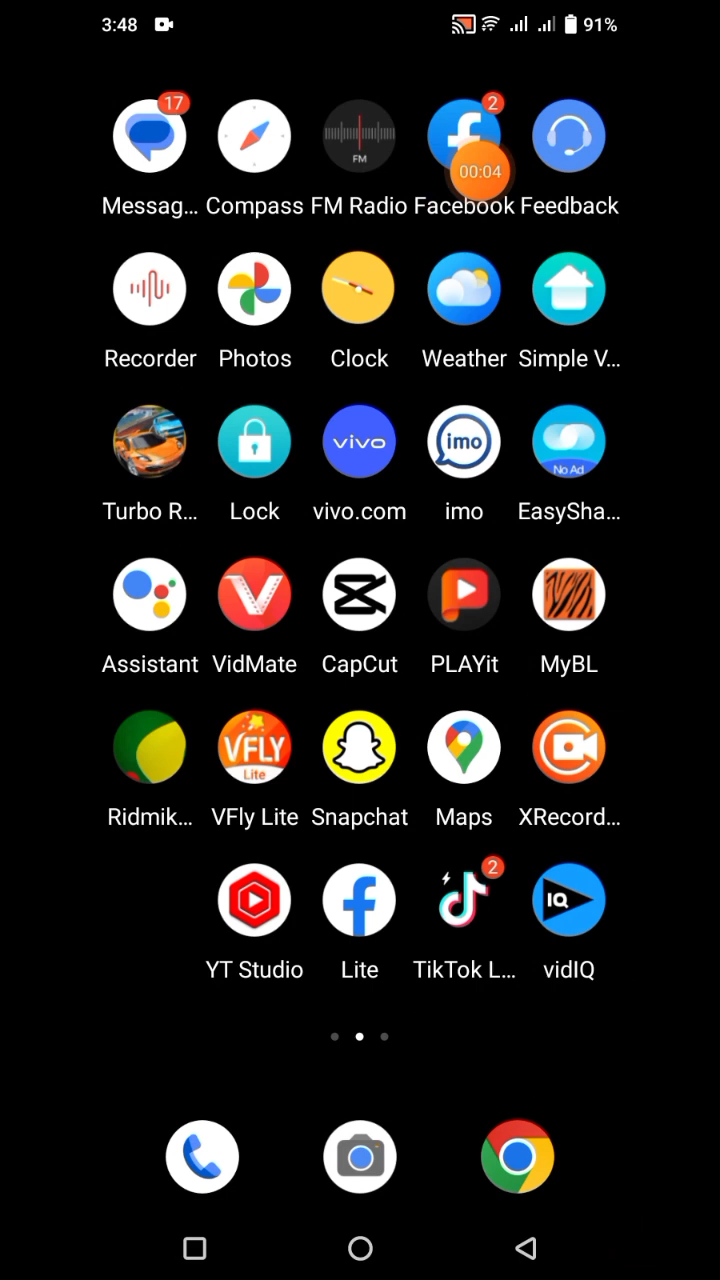 3:48
91%
17
2
FM
00:04
Messag... Compass FM Radio Facebook Feedback
Recorder Photos Clock Weather Simple V...
vivo
imo
No Ad
Turbo R... Lock vivo.com imo EasySha...
Assistant VidMate CapCut PLAYit MyBL
VFLY
Lite
Ridmik... VFly Lite Snapchat Maps XRecord...
2
IQ
YT Studio Lite TikTok L... vidIQ